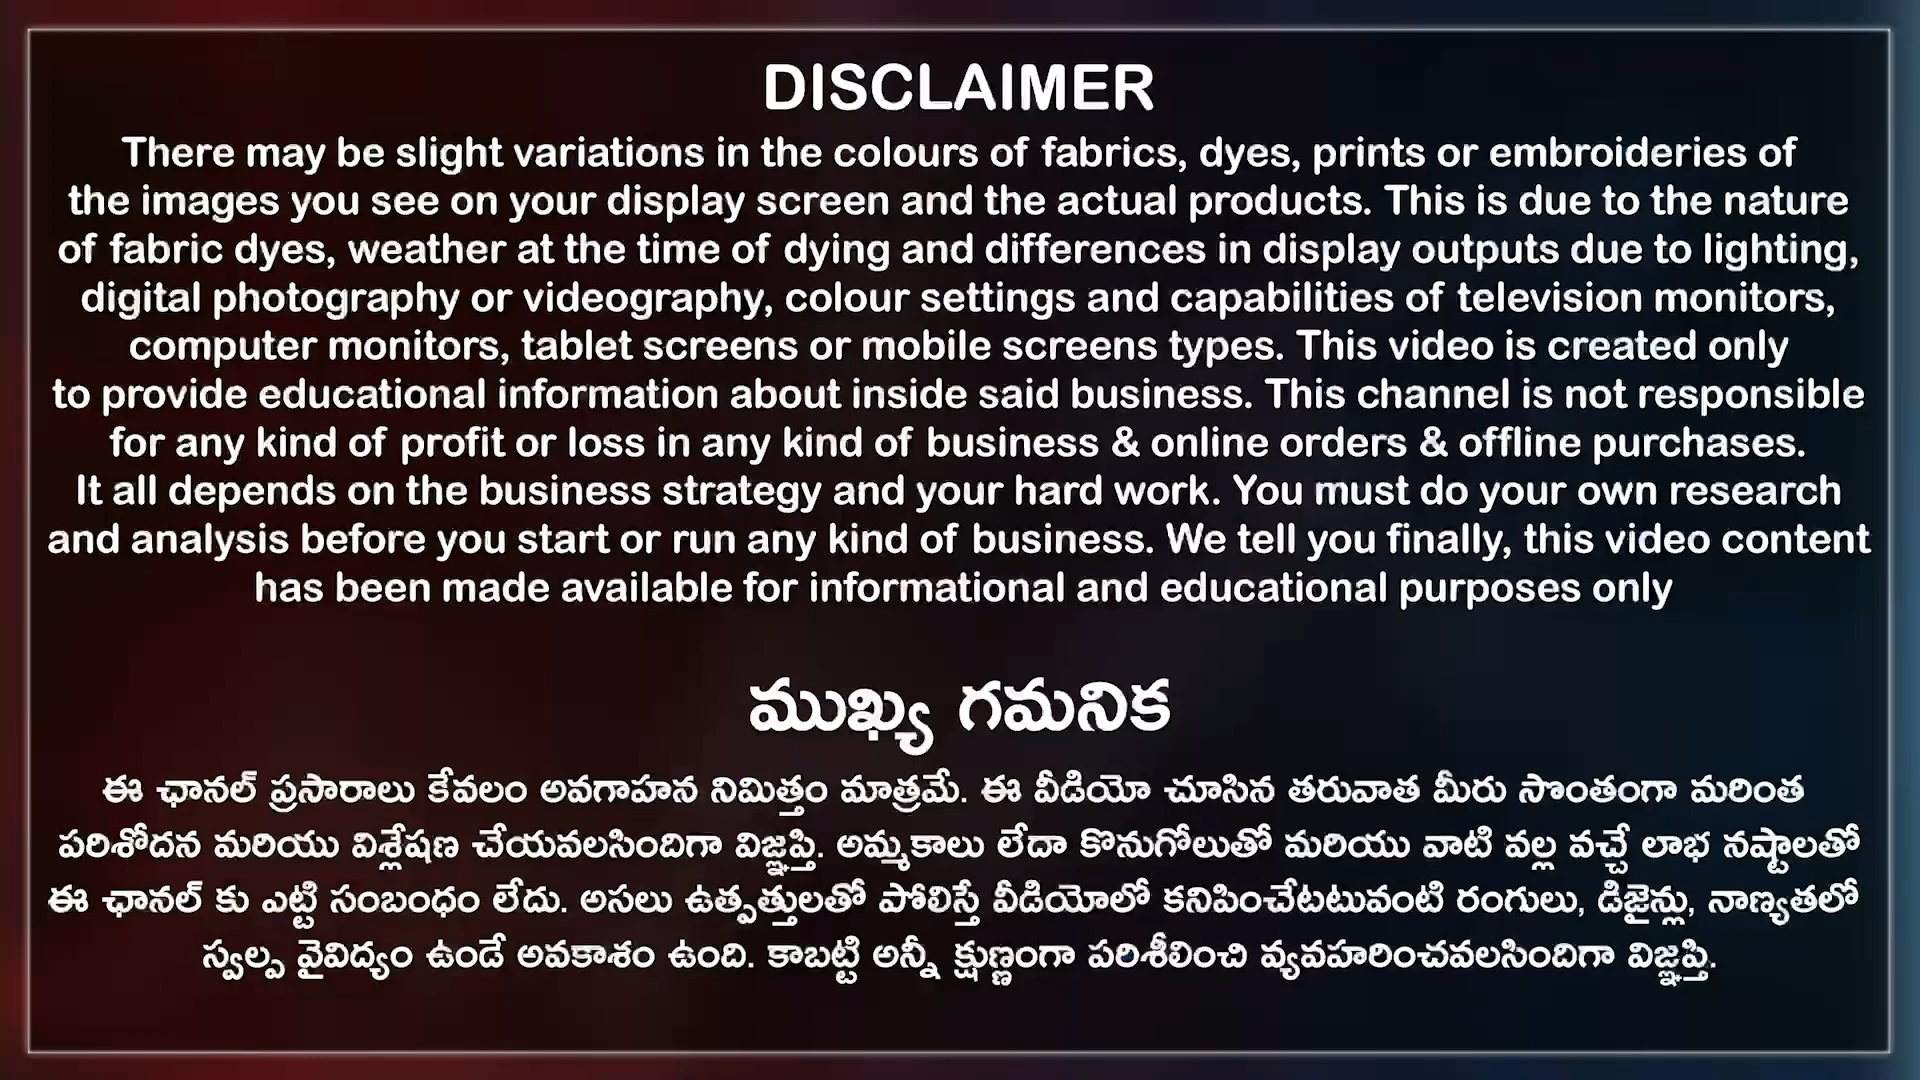 DISCLAIMER
There may be slight variations in the colours of fabrics, dyes, prints or embroideries of
the images you see on your display screen and the actual products. This is due to the nature
of fabric dyes, weather at the time of dying and differences in display outputs due to lighting,
digital photography or videography, colour settings and capabilities of television monitors,
computer monitors, tablet screens or mobile screens types. This video is created only
to provide educational information about inside said business. This channel is not responsible
for any kind of profit or loss in any kind of business & online orders & offline purchases.
It all depends on the business strategy and your hard work. You must do your own research
and analysis before you start or run any kind of business. We tell you finally, this video content
has been made available for informational and educational purposes only
ముఖ్య గమనిక
ఈ ఛానల్ ప్రసారాలు కేవలం అవగాహన నిమిత్తం మాత్రమే. ఈ వీడియో చూసిన తరువాత మీరు సొంతంగా మరింత
పరిశోదన మరియు విశ్లేషణ చేయవలసిందిగా విజ్ఞప్తి. అమ్మకాలు లేదా కొనుగోలుతో మరియు వాటి వల్ల వచ్చే లాభ నష్టాలతో
ఈ ఛానల్ కు ఎట్టి సంబంధం లేదు. అసలు ఉత్పత్తులతో పోలిస్తే వీడియోలో కనిపించేటటువంటి రంగులు, డిజైన్లు, నాణ్యతలో
స్వల్ప వైవిద్యం ఉండే అవకాశం ఉంది. కాబట్టి అన్నీ క్షుణ్ణంగా పరిశీలించి వ్యవహరించవలసిందిగా విజ్ఞప్తి.